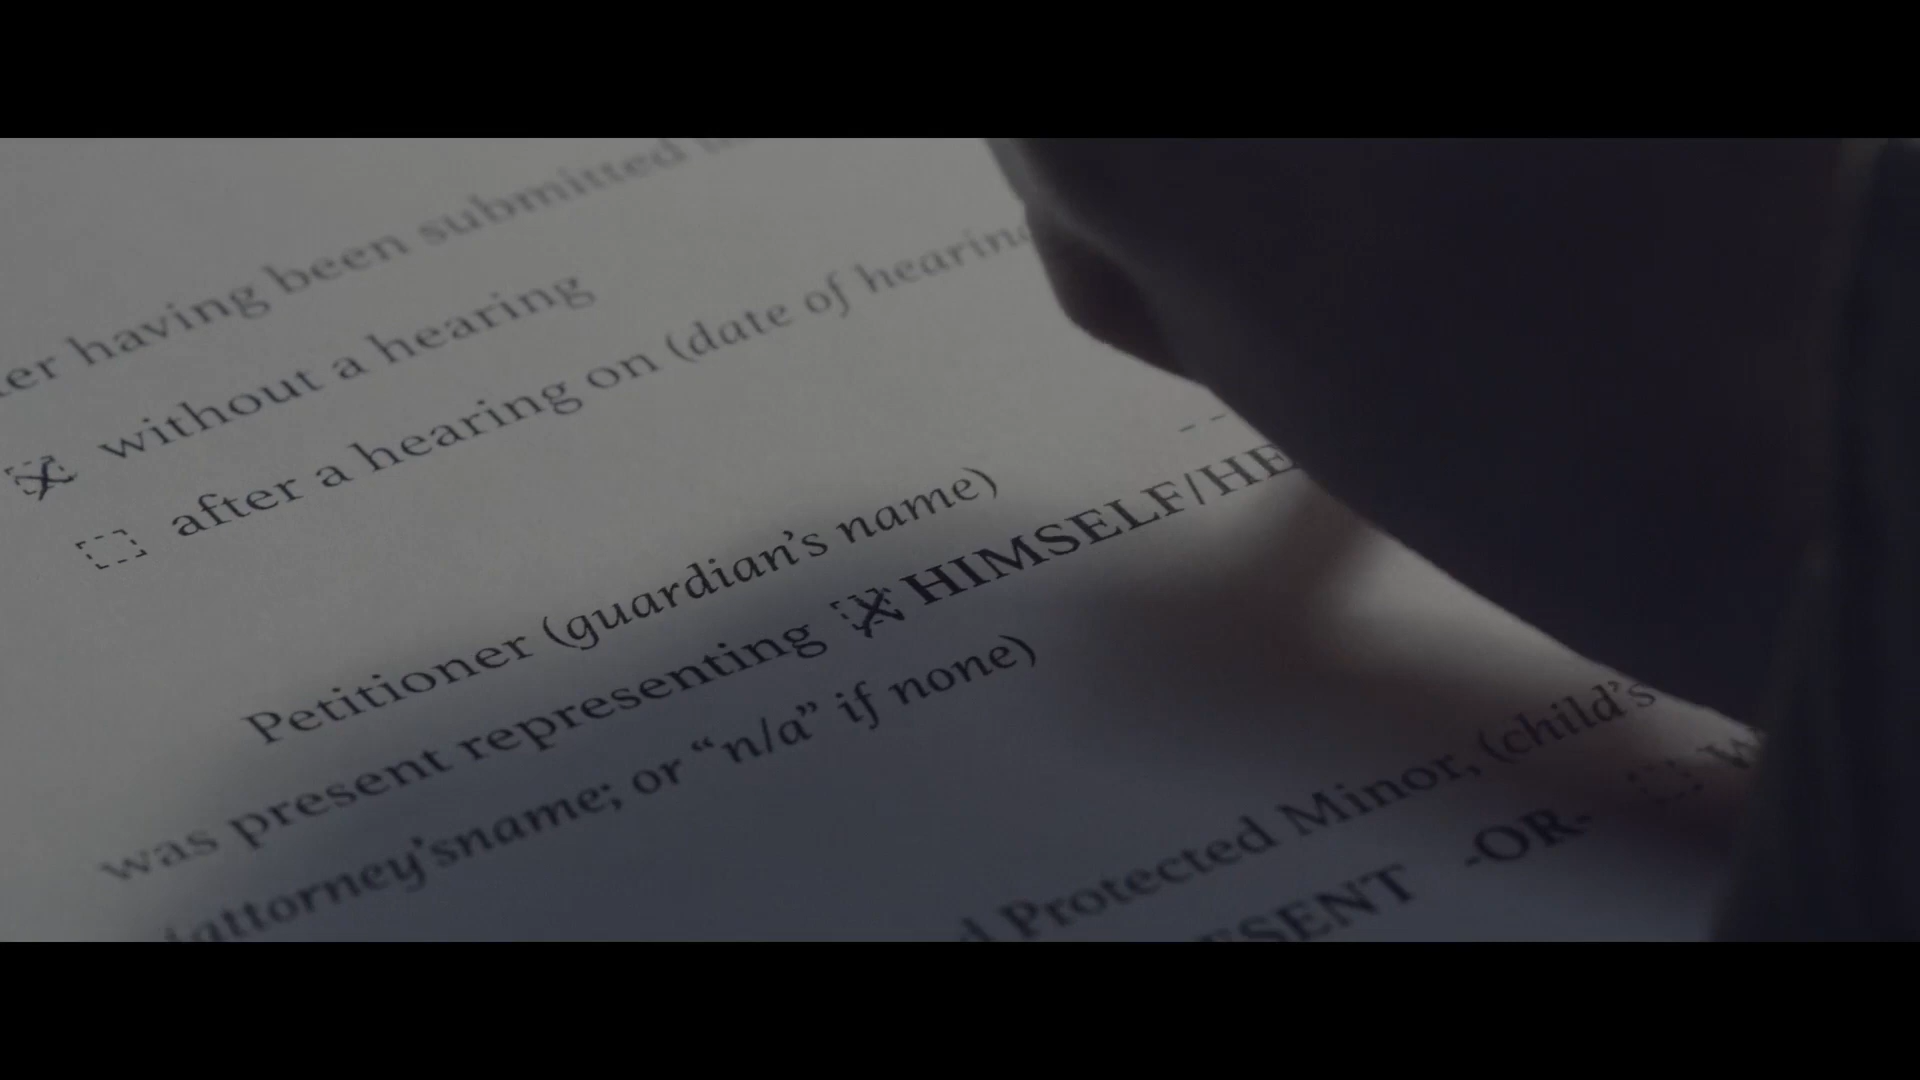 having been submitted
without a hearing
after a hearing on (date of
Petitioner (guardian's name)
was present representing HIMSELF/HE
(attorney'sname; or “n/a” if none)
Protected Minor, (child's
-OR-